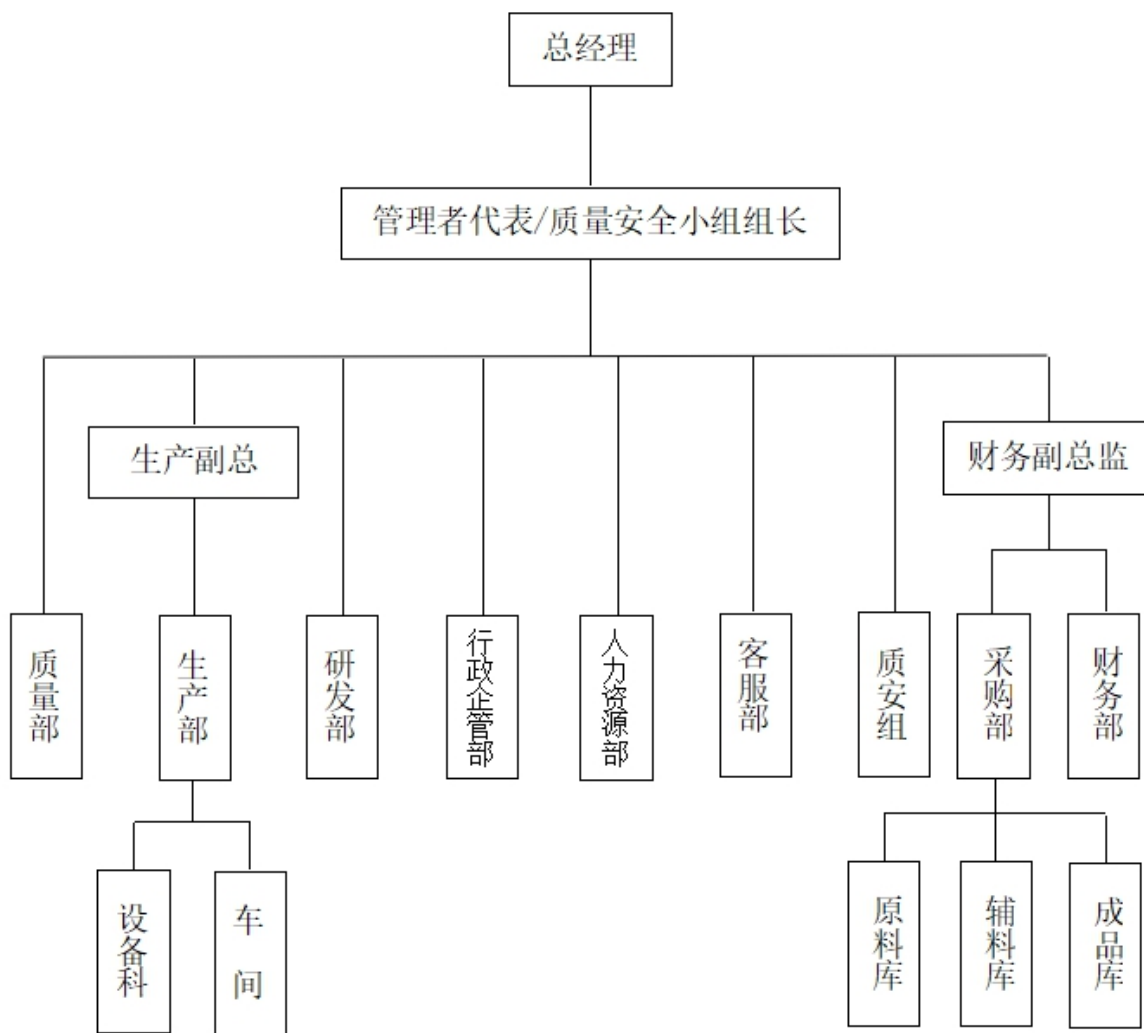 总经理
管理者代表/质量安全小组组长
生产副总
财务副总监
质量部
生产部
研发部
行政企管部
人力资源部
客服部
质安组
采购部
财务部
设备科
车间
原料库
辅料库
成品库